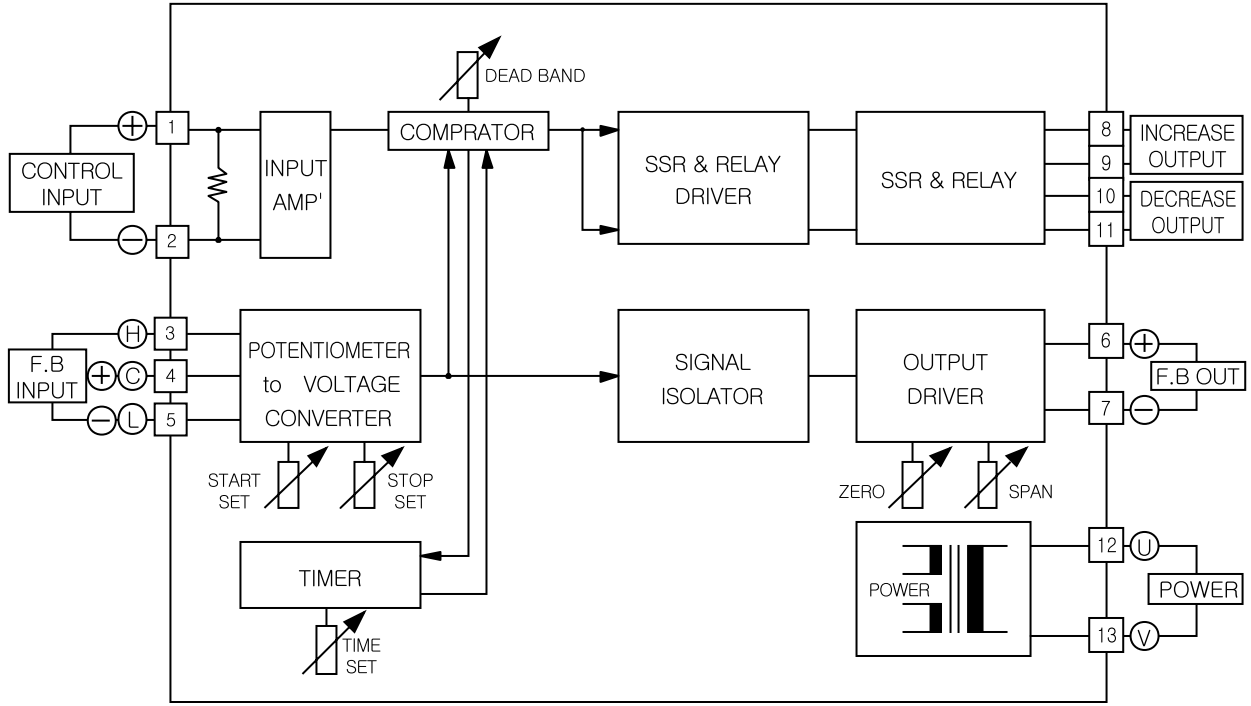 DEAD BAND
+
1
CONTROL
INPUT
−
2
INPUT
AMP'
COMPRATOR
SSR & RELAY
DRIVER
SSR & RELAY
8
9
10
11
INCREASE
OUTPUT
DECREASE
OUTPUT
H
3
F.B
INPUT
+ C
4
− L
5
POTENTIOMETER
to VOLTAGE
CONVERTER
START
SET
STOP
SET
SIGNAL
ISOLATOR
OUTPUT
DRIVER
6
+
F.B OUT
7
−
ZERO
SPAN
TIMER
TIME
SET
POWER
12
U
POWER
13
V